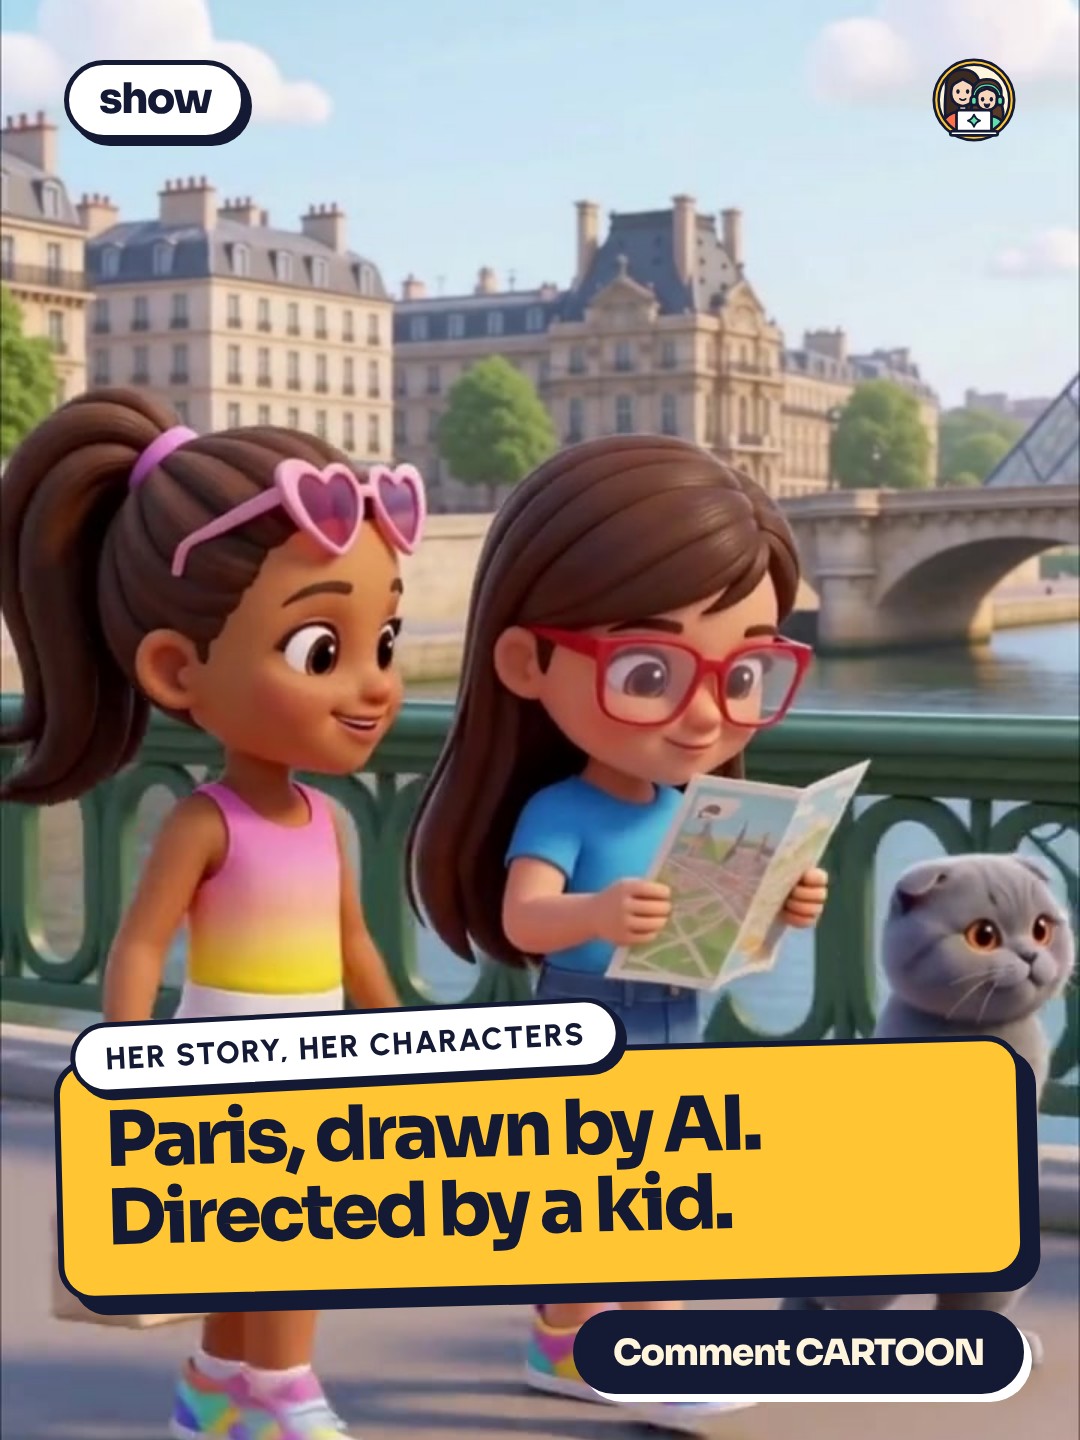 show
HER STORY, HER CHARACTERS
Paris, drawn by AI.
Directed by a kid.
Comment CARTOON